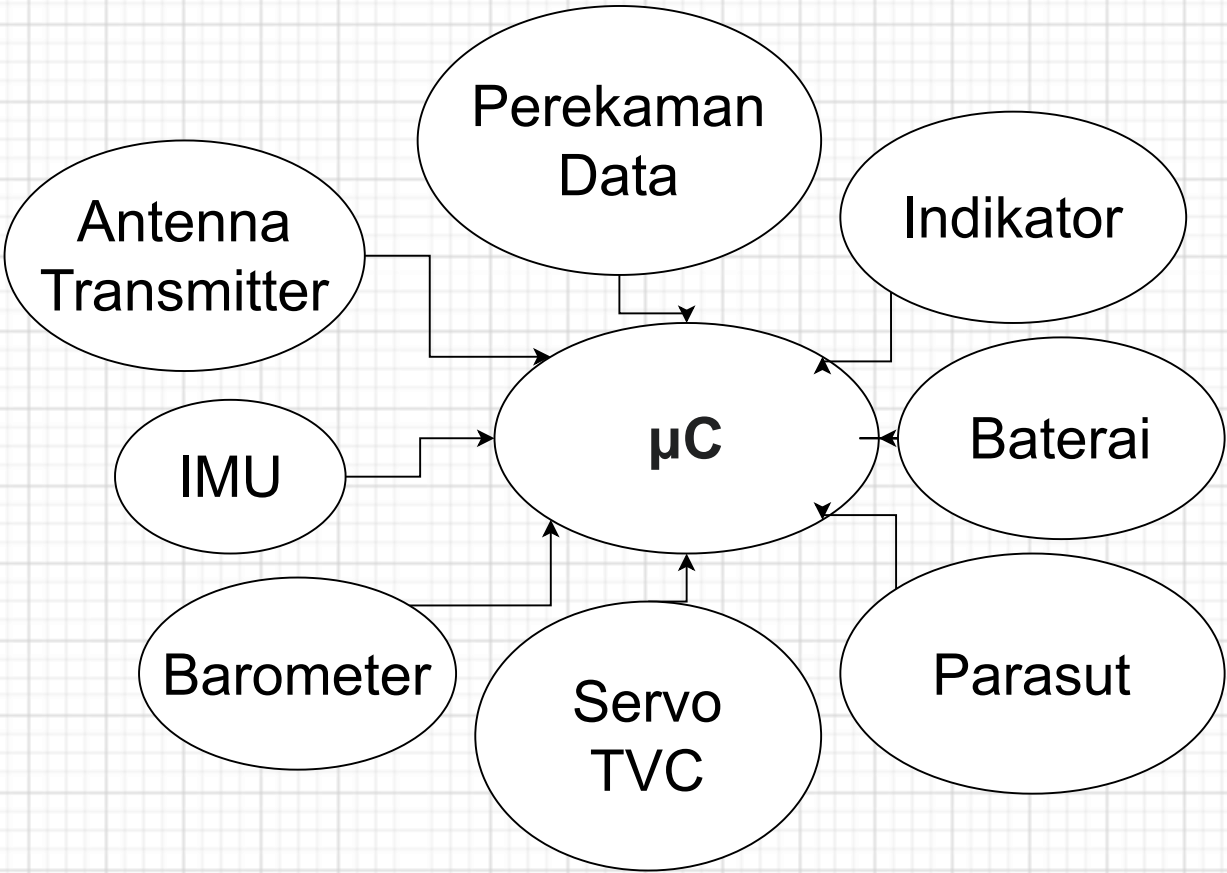 Perekaman
Data
Antenna
Transmitter
Indikator
µC
Baterai
IMU
Barometer
Servo
TVC
Parasut